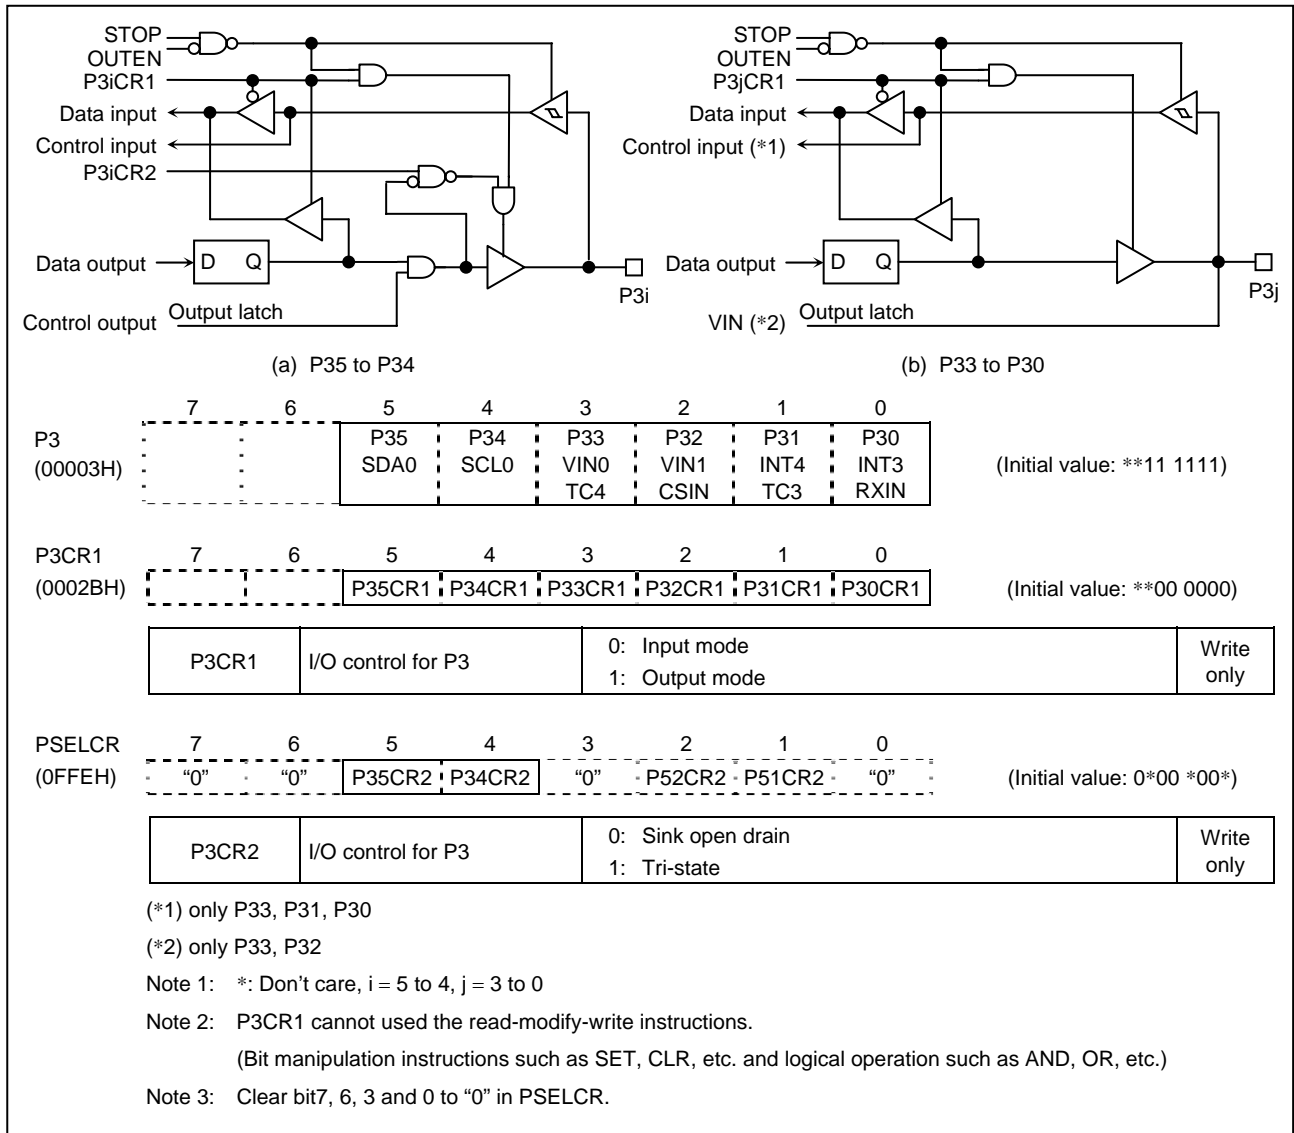 STOP
OUTEN
P3iCR1
Data input
Control input
P3iCR2
Data output
D Q
P3i
Output latch
Control output
(a) P35 to P34
STOP
OUTEN
P3jCR1
Data input
Control input (*1)
Data output
D Q
P3j
Output latch
VIN (*2)
(b) P33 to P30
7 6 5 4 3 2 1 0
P3 P35 P34 P33 P32 P31 P30
(00003H) SDA0 SCL0 VIN0 VIN1 INT4 INT3 (Initial value: **11 1111)
TC4 CSIN TC3 RXIN
P3CR1 7 6 5 4 3 2 1 0
(0002BH) P35CR1 P34CR1 P33CR1 P32CR1 P31CR1 P30CR1 (Initial value: **00 0000)
P3CR1 I/O control for P3 0: Input mode Write
1: Output mode only
PSELCR 7 6 5 4 3 2 1 0
(0FFEH) “0” “0” P35CR2 P34CR2 “0” P52CR2 P51CR2 “0” (Initial value: 0*00 *00*)
P3CR2 I/O control for P3 0: Sink open drain Write
1: Tri-state only
(*1) only P33, P31, P30
(*2) only P33, P32
Note 1: *: Don’t care, i = 5 to 4, j = 3 to 0
Note 2: P3CR1 cannot used the read-modify-write instructions.
(Bit manipulation instructions such as SET, CLR, etc. and logical operation such as AND, OR, etc.)
Note 3: Clear bit7, 6, 3 and 0 to “0” in PSELCR.